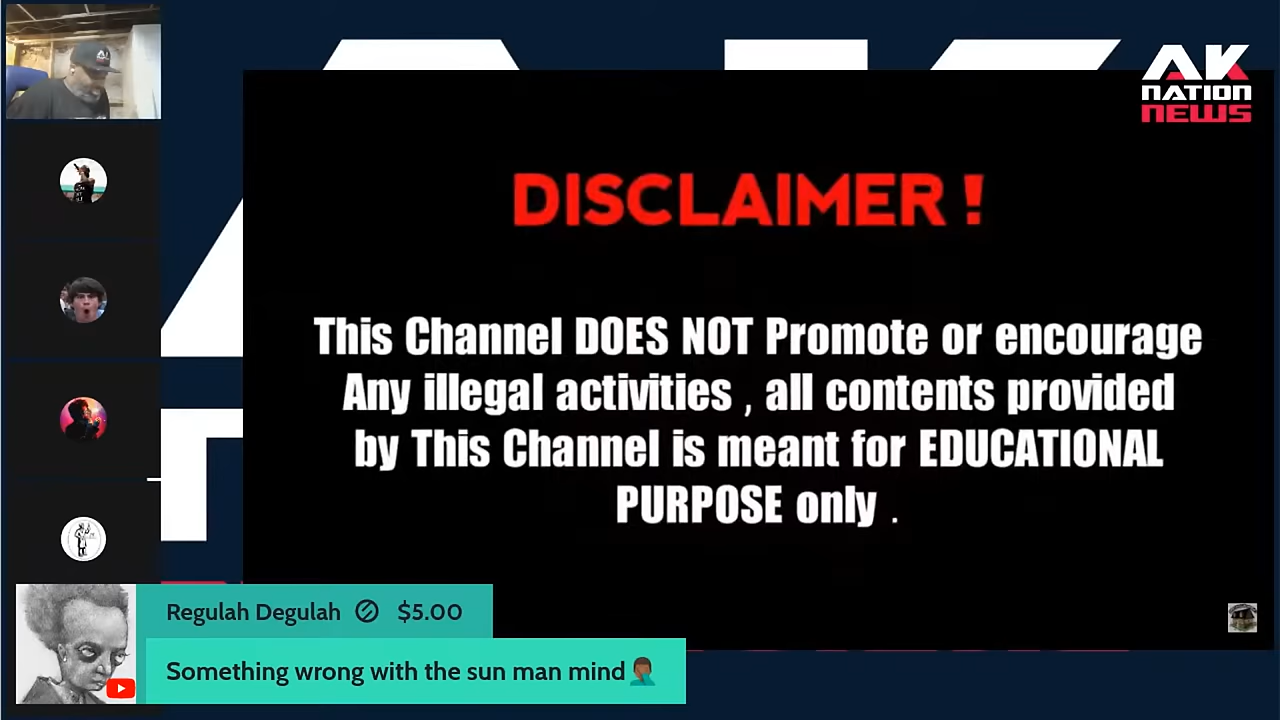 AK
NATION
NEWS
DISCLAIMER !
This Channel DOES NOT Promote or encourage
Any illegal activities , all contents provided
by This Channel is meant for EDUCATIONAL
PURPOSE only .
Regulah Degulah $5.00
Something wrong with the sun man mind🤦🏾‍♂️